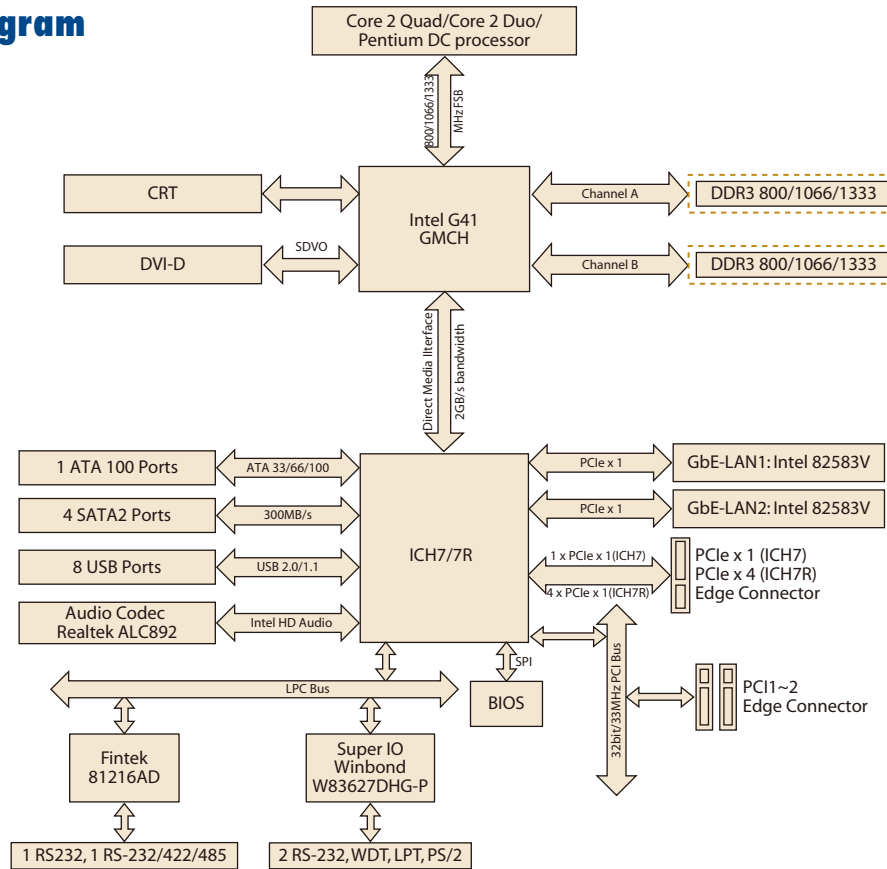 gram
Core 2 Quad/Core 2 Duo/
Pentium DC processor
800/1066/1333
MHz FSB
CRT
Intel G41
GMCH
Channel A
DDR3 800/1066/1333
DVI-D
SDVO
Channel B
DDR3 800/1066/1333
Direct Media IIterface
2GB/s bandwidth
1 ATA 100 Ports
ATA 33/66/100
ICH7/7R
PCIe x 1
GbE-LAN1: Intel 82583V
4 SATA2 Ports
300MB/s
PCIe x 1
GbE-LAN2: Intel 82583V
8 USB Ports
USB 2.0/1.1
1 x PCIe x 1(ICH7)
4 x PCIe x 1(ICH7R)
PCIe x 1 (ICH7)
PCIe x 4 (ICH7R)
Edge Connector
Audio Codec
Realtek ALC892
Intel HD Audio
SPI
LPC Bus
BIOS
32bit/33MHz PCI Bus
PCI1~2
Edge Connector
Fintek
81216AD
Super IO
Winbond
W83627DHG-P
1 RS232, 1 RS-232/422/485
2 RS-232, WDT, LPT, PS/2